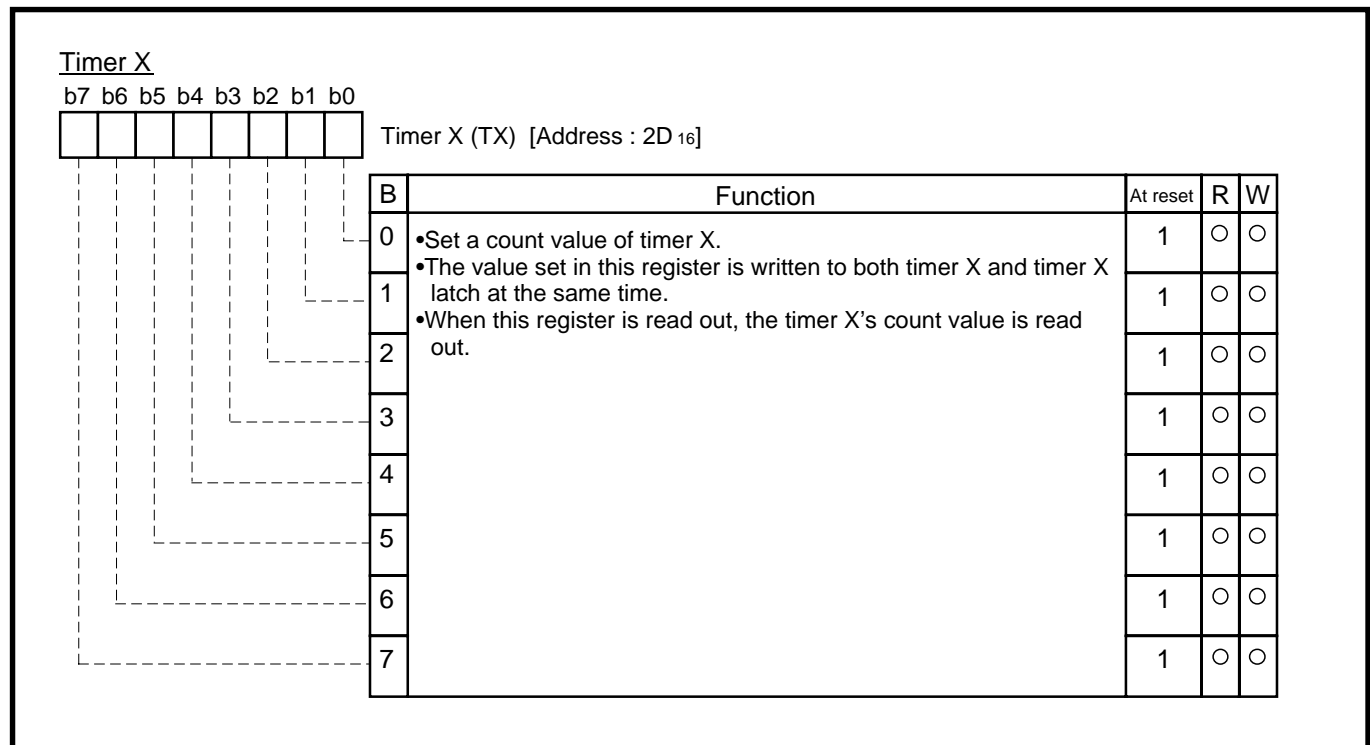 Timer X
b7 b6 b5 b4 b3 b2 b1 b0
Timer X (TX) [Address : 2D 16]
B Function At reset R W
0 •Set a count value of timer X. 1 ○ ○
•The value set in this register is written to both timer X and timer X
1 latch at the same time. 1 ○ ○
•When this register is read out, the timer X’s count value is read
2 out. 1 ○ ○
3 1 ○ ○
4 1 ○ ○
5 1 ○ ○
6 1 ○ ○
7 1 ○ ○